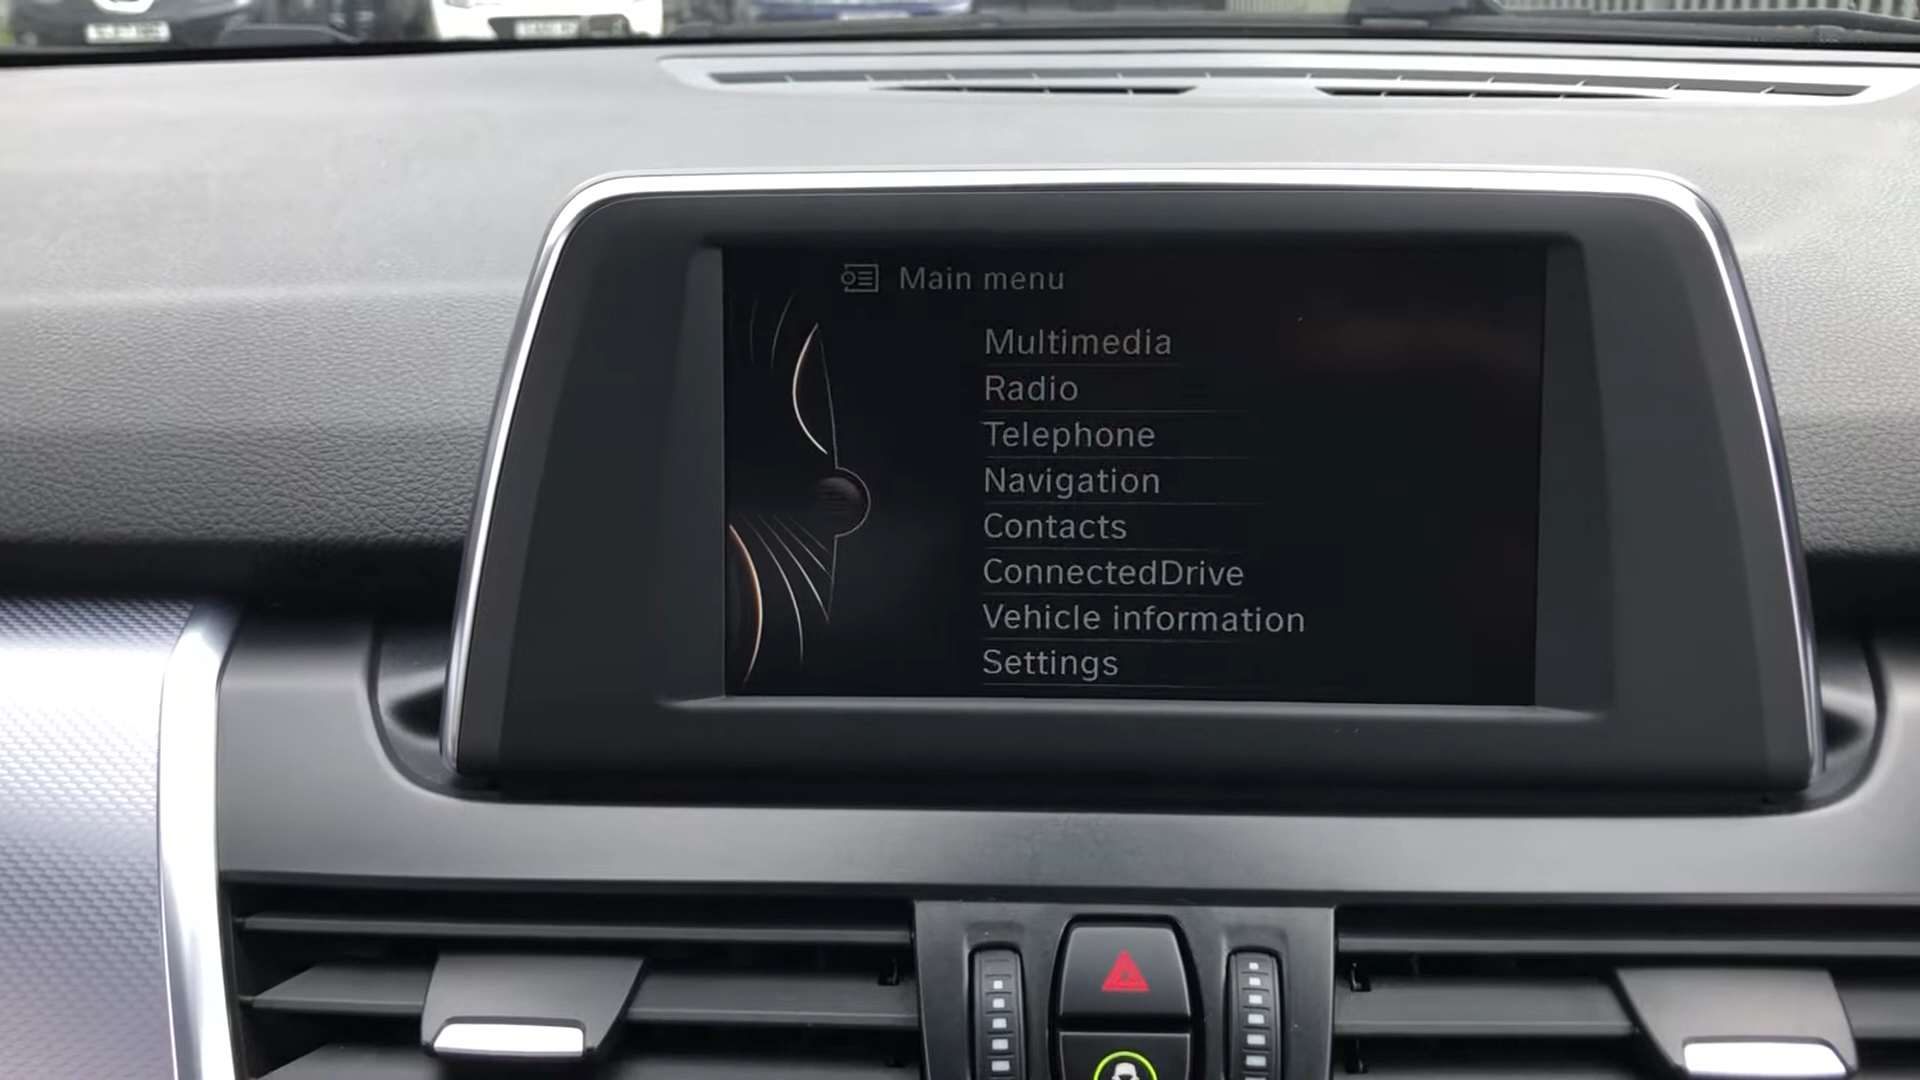 Main menu
Multimedia
Radio
Telephone
Navigation
Contacts
ConnectedDrive
Vehicle information
Settings